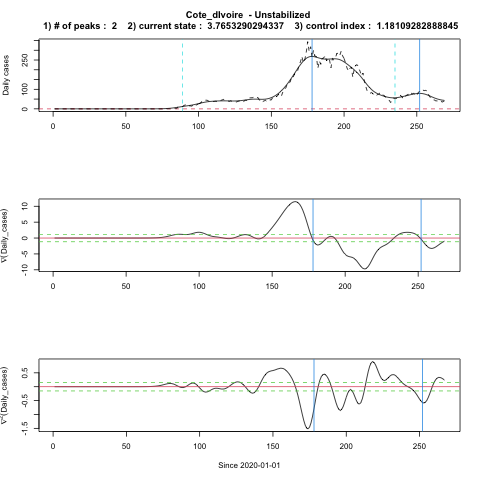 Cote_dIvoire - Unstabilized
1) # of peaks : 2 2) current state : 3.7653290294337 3) control index : 1.18109282888845
Daily cases
0 100 250
0 50 100 150 200 250
∇(Daily_cases)
-10 -5 0 5 10
0 50 100 150 200 250
∇²(Daily_cases)
-1.5 -0.5 0.5
0 50 100 150 200 250
Since 2020-01-01